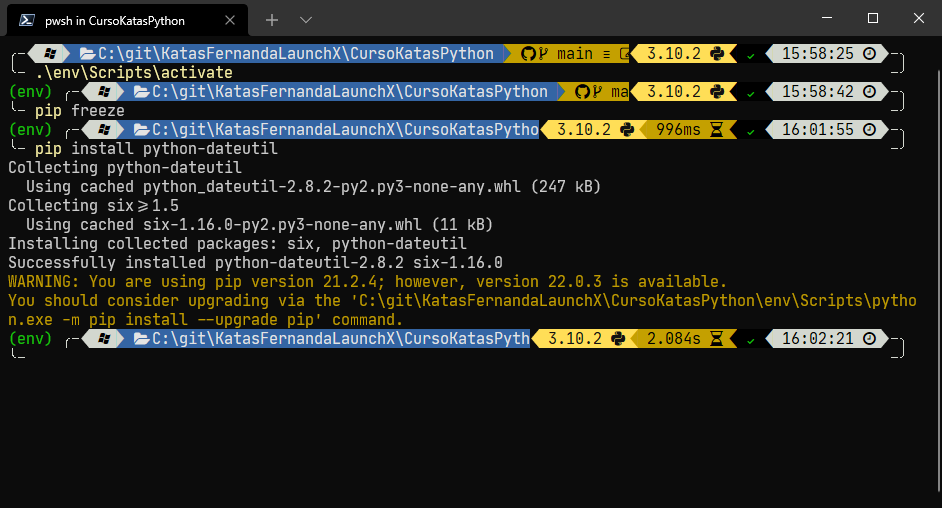 pwsh in CursoKatasPython
C:\git\KatasFernandaLaunchX\CursoKatasPython main ≡ 3.10.2 ✓ 15:58:25
.\env\Scripts\activate
(env) C:\git\KatasFernandaLaunchX\CursoKatasPython ma 3.10.2 ✓ 15:58:42
pip freeze
(env) C:\git\KatasFernandaLaunchX\CursoKatasPytho 3.10.2 996ms ✓ 16:01:55
pip install python-dateutil
Collecting python-dateutil
Using cached python_dateutil-2.8.2-py2.py3-none-any.whl (247 kB)
Collecting six>=1.5
Using cached six-1.16.0-py2.py3-none-any.whl (11 kB)
Installing collected packages: six, python-dateutil
Successfully installed python-dateutil-2.8.2 six-1.16.0
WARNING: You are using pip version 21.2.4; however, version 22.0.3 is available.
You should consider upgrading via the 'C:\git\KatasFernandaLaunchX\CursoKatasPython\env\Scripts\pytho
n.exe -m pip install --upgrade pip' command.
(env) C:\git\KatasFernandaLaunchX\CursoKatasPyth 3.10.2 2.084s ✓ 16:02:21